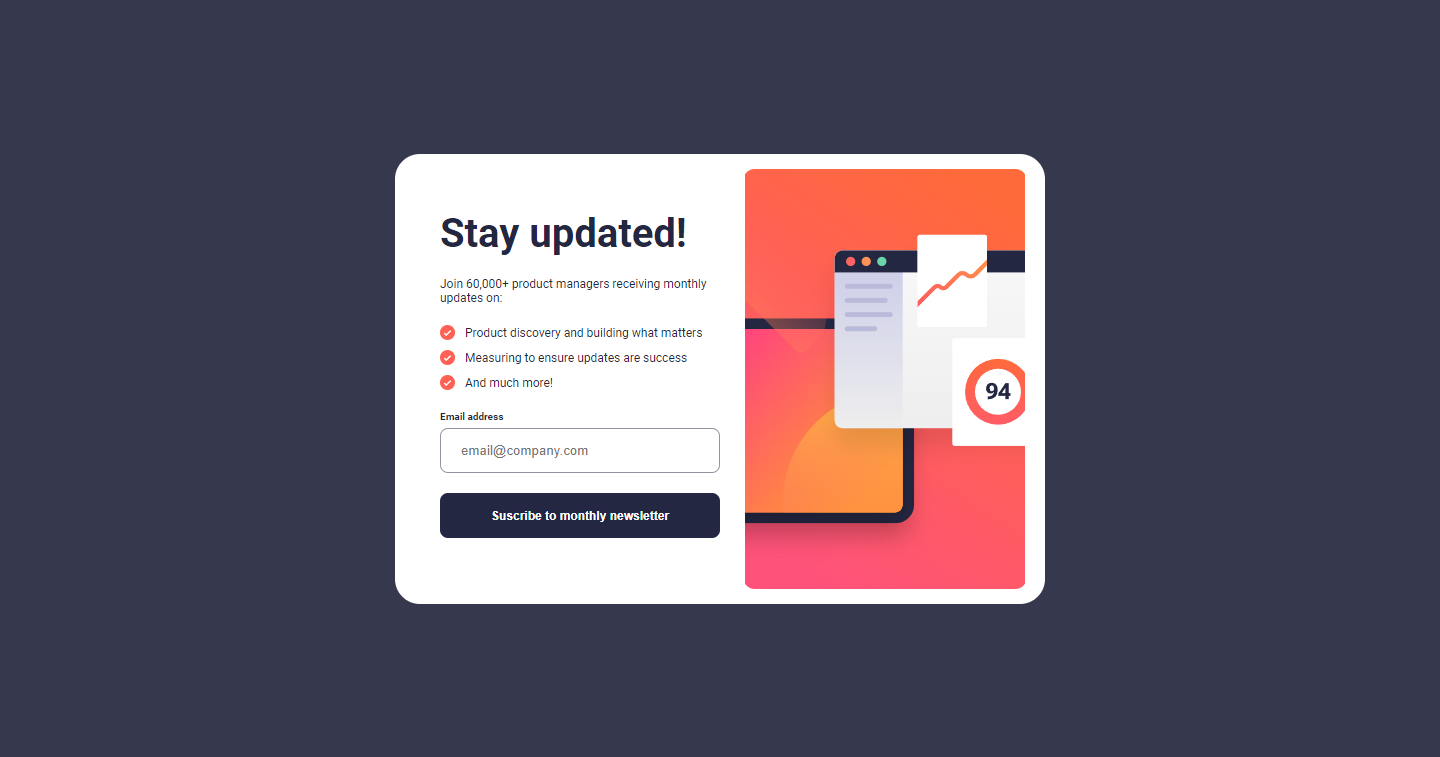 Stay updated!
Join 60,000+ product managers receiving monthly
updates on:
Product discovery and building what matters
Measuring to ensure updates are success
And much more!
Email address
email@company.com
Suscribe to monthly newsletter
94